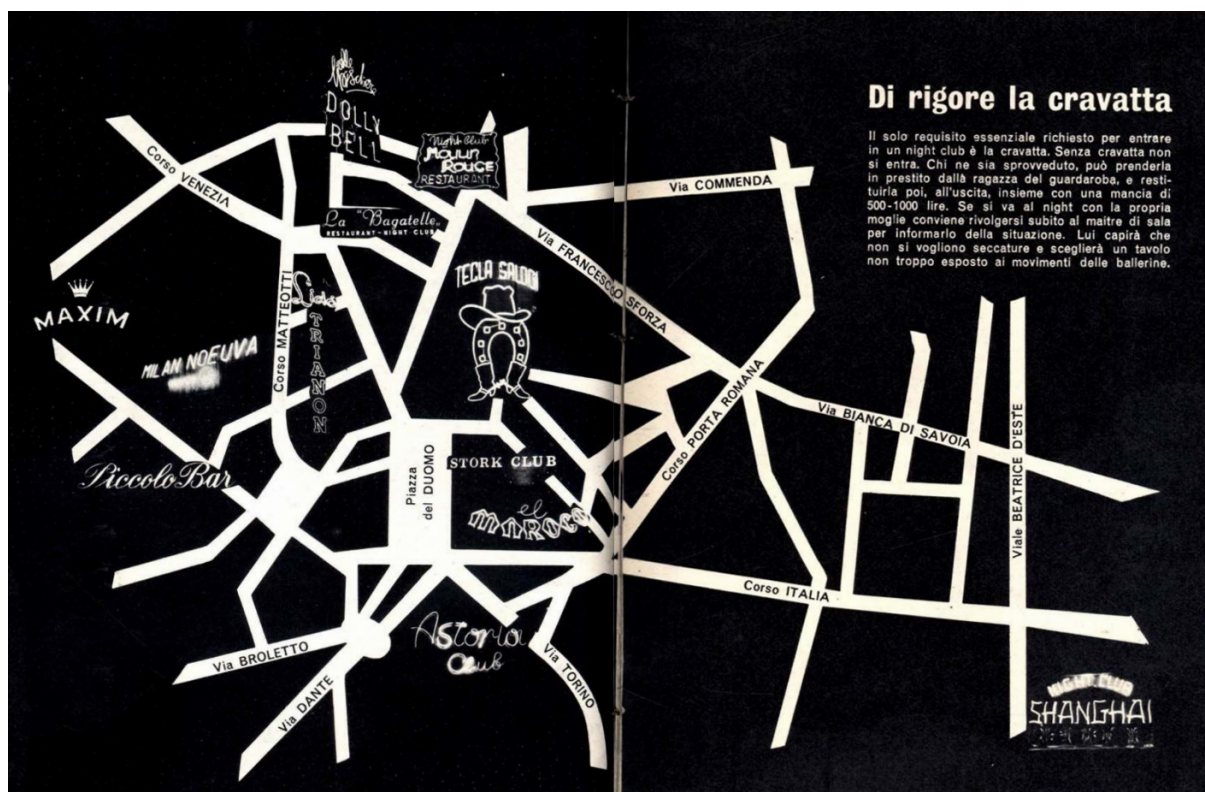 Di rigore la cravatta
Il solo requisito essenziale richiesto per entrare
in un night club è la cravatta. Senza cravatta non
si entra. Chi ne sia sprovveduto, può prenderla
in prestito dallà ragazza del guardaroba, e resti-
tuirla poi, all'uscita, insieme con una mancia di
500-1000 lire. Se si va al night con la propria
moglie conviene rivolgersi subito al maitre di sala
per informarlo della situazione. Lui capirà che
non si vogliono seccature e sceglierà un tavolo
non troppo esposto ai movimenti delle ballerine.
DOLLY
BELL
Night Club
MOULIN
ROUGE
RESTAURANT
Corso VENEZIA
Via COMMENDA
La "Bagatelle"
RESTAURANT-NIGHT CLUB
Via FRANCESCO SFORZA
TECLA SALOGI
MAXIM
Corso MATTEOTTI
TRIANON
MILAN NOEUVA
Via BIANCA DI SAVOIA
Viale BEATRICE D'ESTE
Corso PORTA ROMANA
Piccolo Bar
Piazza
del DUOMO
STORK CLUB
el
MAROCO
Corso ITALIA
Astoria
Club
Via BROLETTO
Via DANTE
Via TORINO
NIGHT CLUB
SHANGHAI